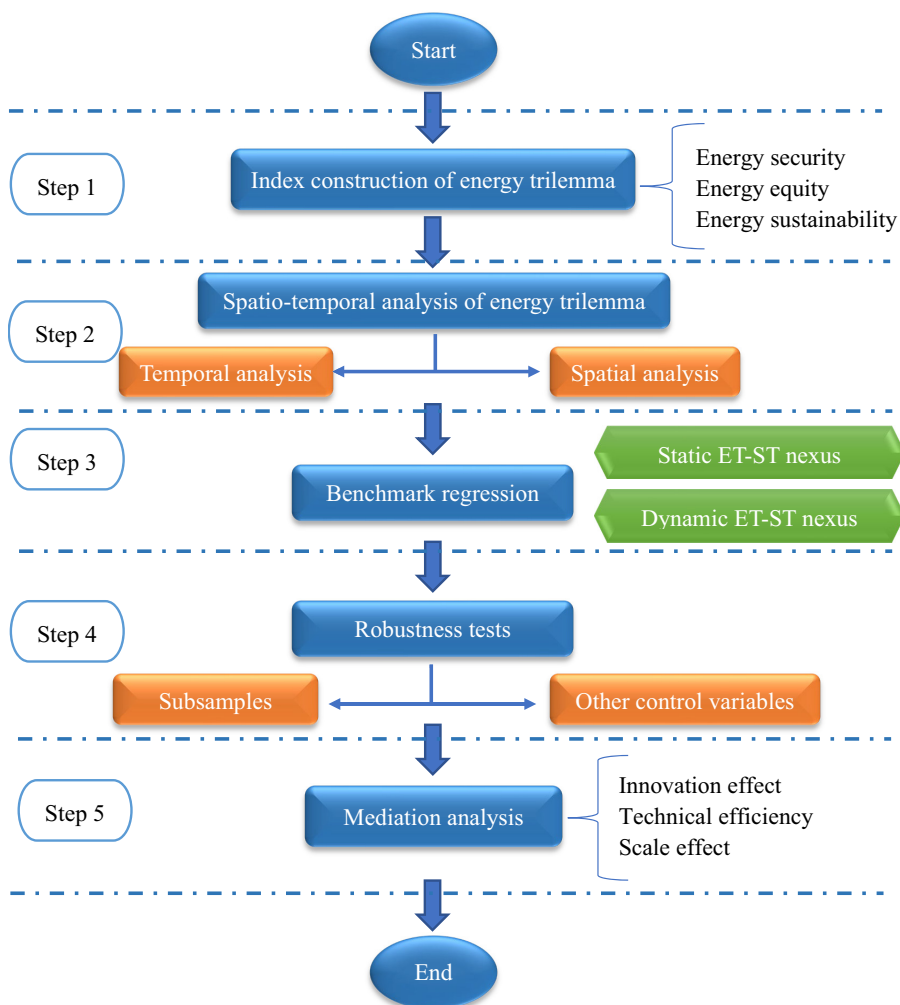 Start
Step 1
Index construction of energy trilemma
Energy security
Energy equity
Energy sustainability
Step 2
Spatio-temporal analysis of energy trilemma
Temporal analysis
Spatial analysis
Step 3
Benchmark regression
Static ET-ST nexus
Dynamic ET-ST nexus
Step 4
Robustness tests
Subsamples
Other control variables
Step 5
Mediation analysis
Innovation effect
Technical efficiency
Scale effect
End